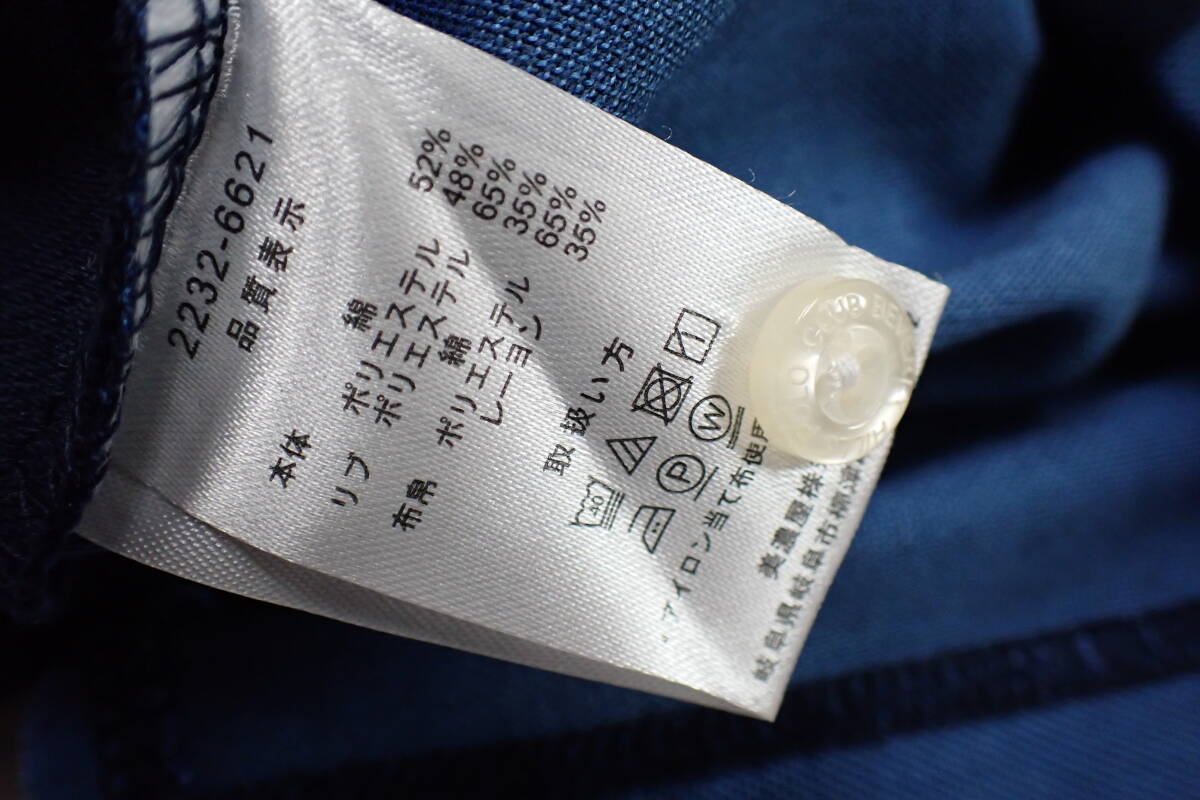 2232-6621
品質表示
本体 綿 52%
ポリエステル 48%
リブ ポリエステル 65%
綿 35%
布帛 ポリエステル 65%
レーヨン 35%
取扱い方
40
P W
アイロン当て布使用
美濃屋
岐阜県岐阜市柳津